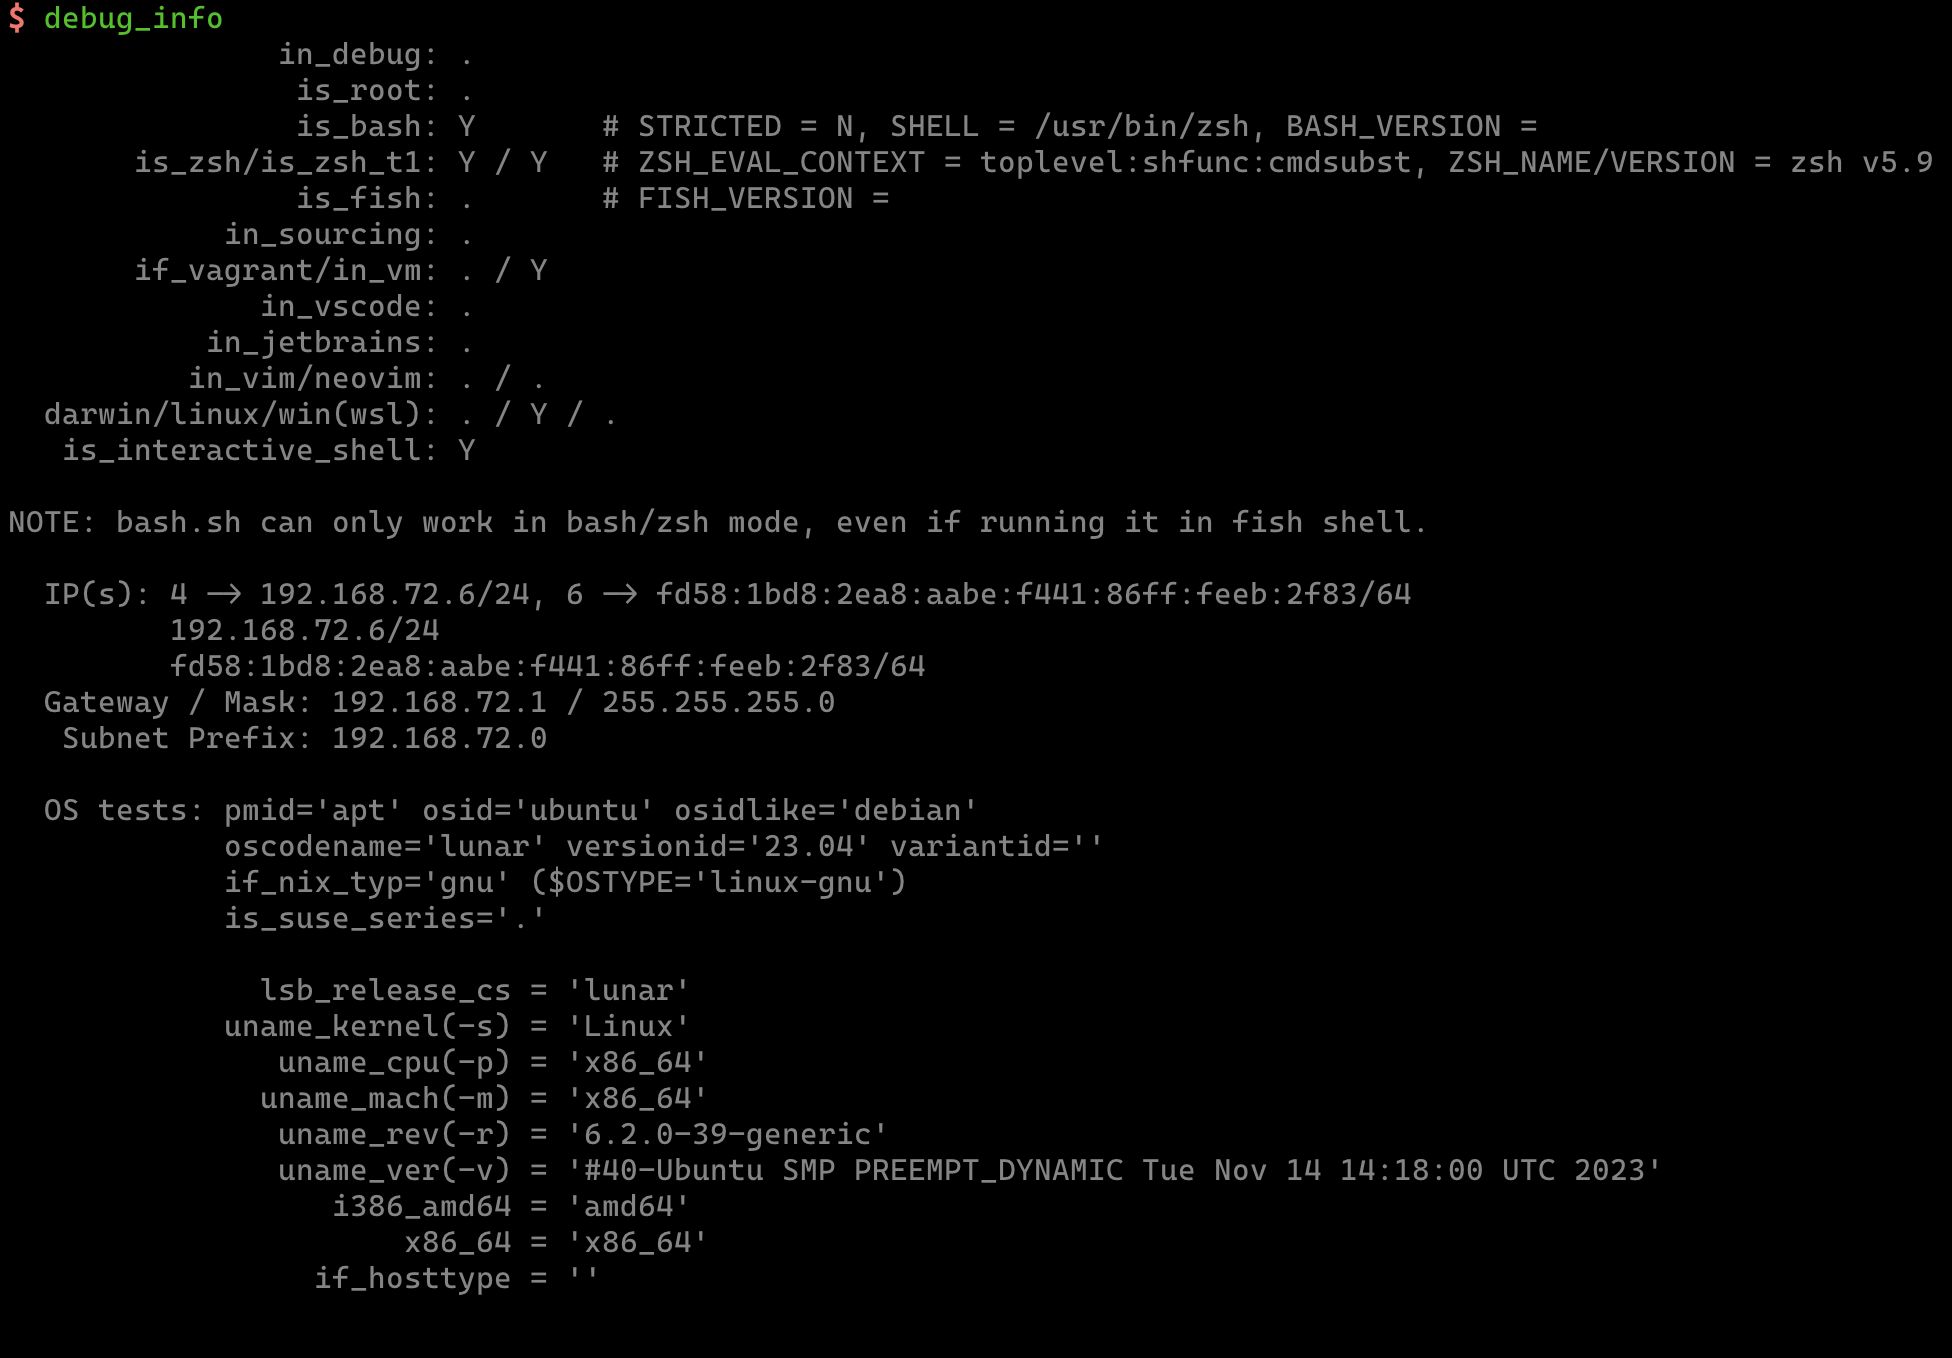 $ debug_info
               in_debug: .
                is_root: .
                is_bash: Y       # STRICTED = N, SHELL = /usr/bin/zsh, BASH_VERSION =
       is_zsh/is_zsh_t1: Y / Y   # ZSH_EVAL_CONTEXT = toplevel:shfunc:cmdsubst, ZSH_NAME/VERSION = zsh v5.9
                is_fish: .       # FISH_VERSION =
            in_sourcing: .
       if_vagrant/in_vm: . / Y
              in_vscode: .
           in_jetbrains: .
          in_vim/neovim: . / .
  darwin/linux/win(wsl): . / Y / .
   is_interactive_shell: Y

NOTE: bash.sh can only work in bash/zsh mode, even if running it in fish shell.

  IP(s): 4 -> 192.168.72.6/24, 6 -> fd58:1bd8:2ea8:aabe:f441:86ff:feeb:2f83/64
         192.168.72.6/24
         fd58:1bd8:2ea8:aabe:f441:86ff:feeb:2f83/64
  Gateway / Mask: 192.168.72.1 / 255.255.255.0
   Subnet Prefix: 192.168.72.0

  OS tests: pmid='apt' osid='ubuntu' osidlike='debian'
            oscodename='lunar' versionid='23.04' variantid=''
            if_nix_typ='gnu' ($OSTYPE='linux-gnu')
            is_suse_series='.'

              lsb_release_cs = 'lunar'
            uname_kernel(-s) = 'Linux'
               uname_cpu(-p) = 'x86_64'
              uname_mach(-m) = 'x86_64'
               uname_rev(-r) = '6.2.0-39-generic'
               uname_ver(-v) = '#40-Ubuntu SMP PREEMPT_DYNAMIC Tue Nov 14 14:18:00 UTC 2023'
                  i386_amd64 = 'amd64'
                      x86_64 = 'x86_64'
                 if_hosttype = ''